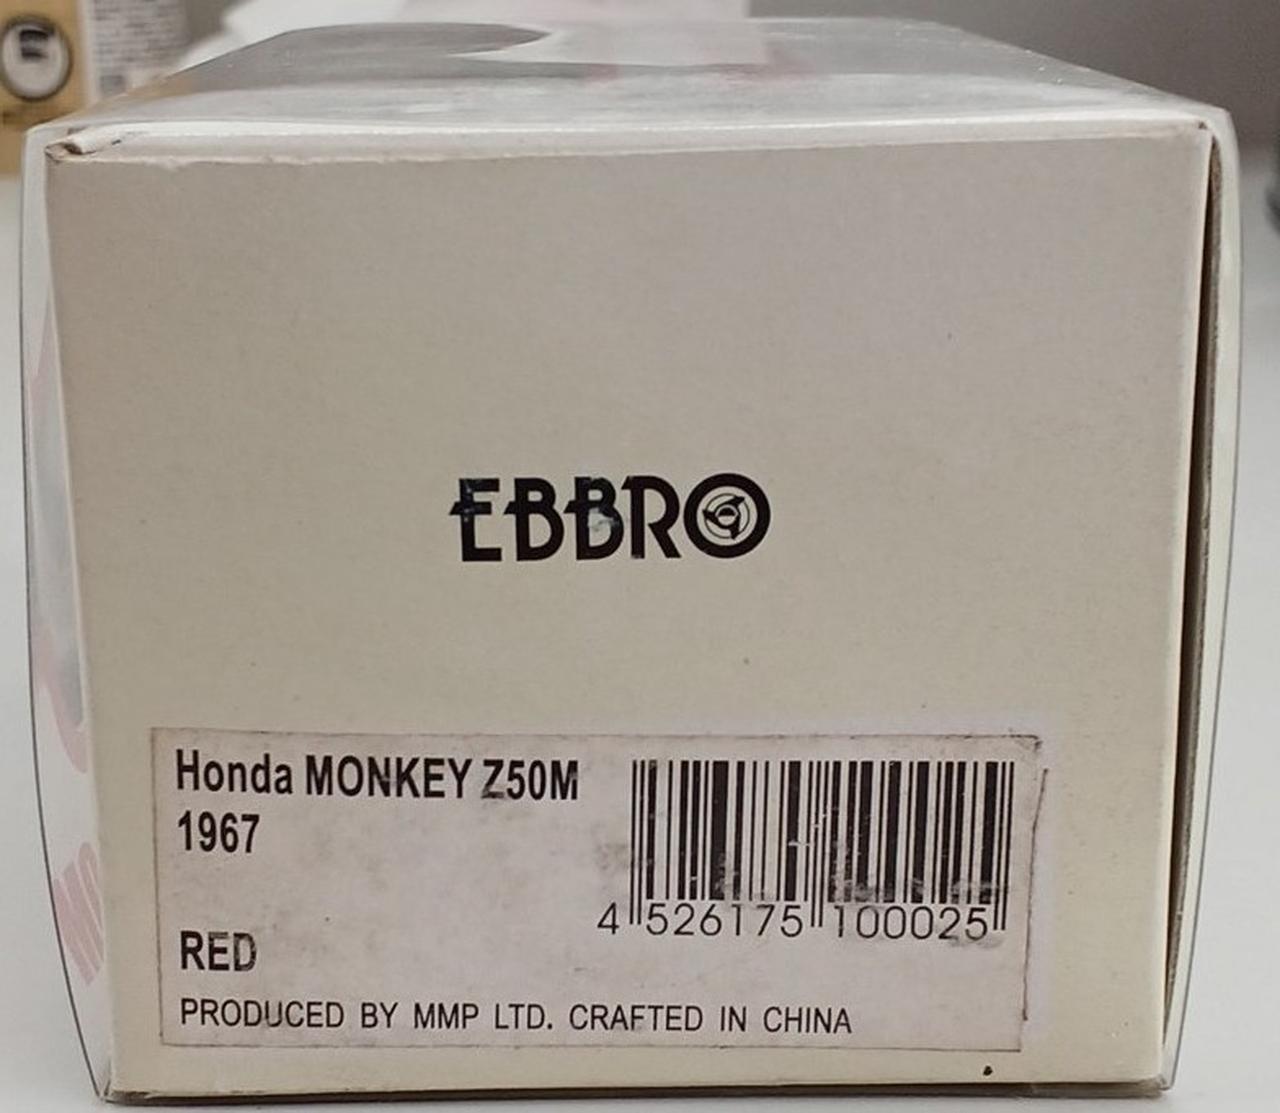 EBBRO
Honda MONKEY Z50M
1967
4 526175 100025
RED
PRODUCED BY MMP LTD. CRAFTED IN CHINA